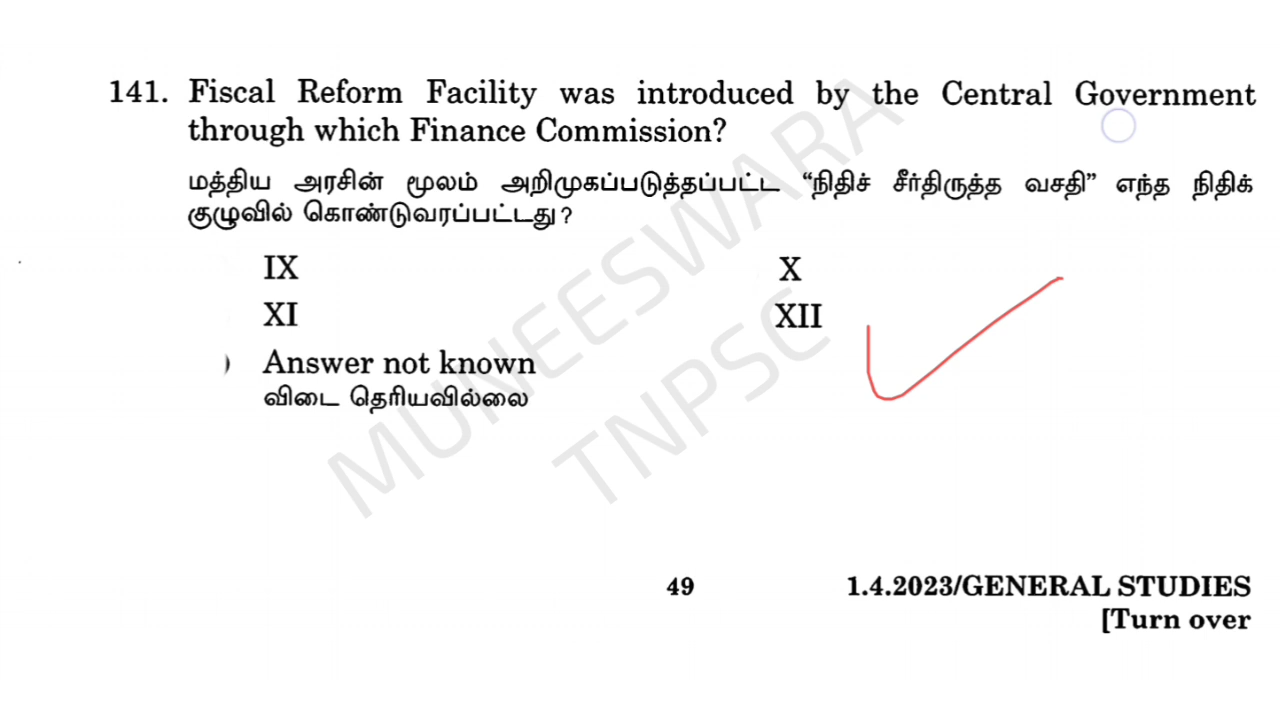 141. Fiscal Reform Facility was introduced by the Central Government
through which Finance Commission?
மத்திய அரசின் மூலம் அறிமுகப்படுத்தப்பட்ட “நிதிச் சீர்திருத்த வசதி” எந்த நிதிக்
குழுவில் கொண்டுவரப்பட்டது?
IX X
XI XII
) Answer not known
விடை தெரியவில்லை
MUNEESWARA
TNPSC
49 1.4.2023/GENERAL STUDIES
[Turn over